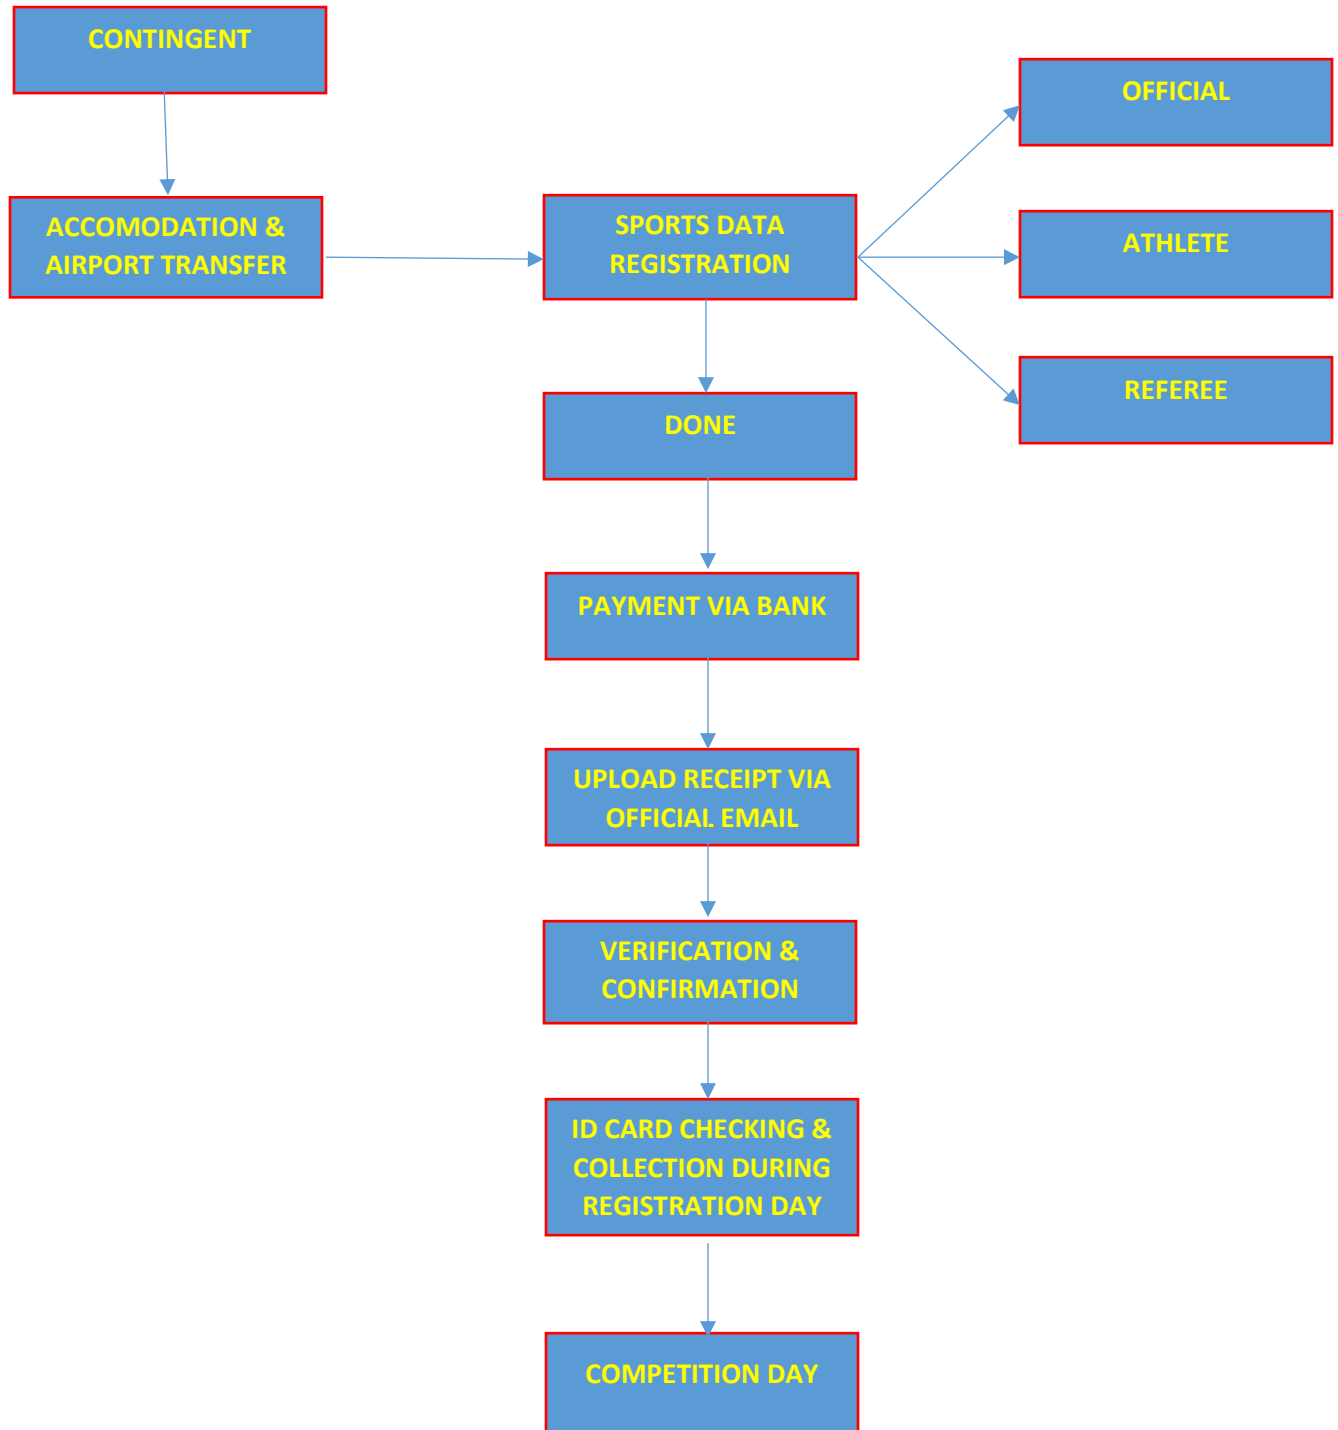 CONTINGENT
OFFICIAL
ACCOMODATION &
AIRPORT TRANSFER
SPORTS DATA
REGISTRATION
ATHLETE
REFEREE
DONE
PAYMENT VIA BANK
UPLOAD RECEIPT VIA
OFFICIAL EMAIL
VERIFICATION &
CONFIRMATION
ID CARD CHECKING &
COLLECTION DURING
REGISTRATION DAY
COMPETITION DAY